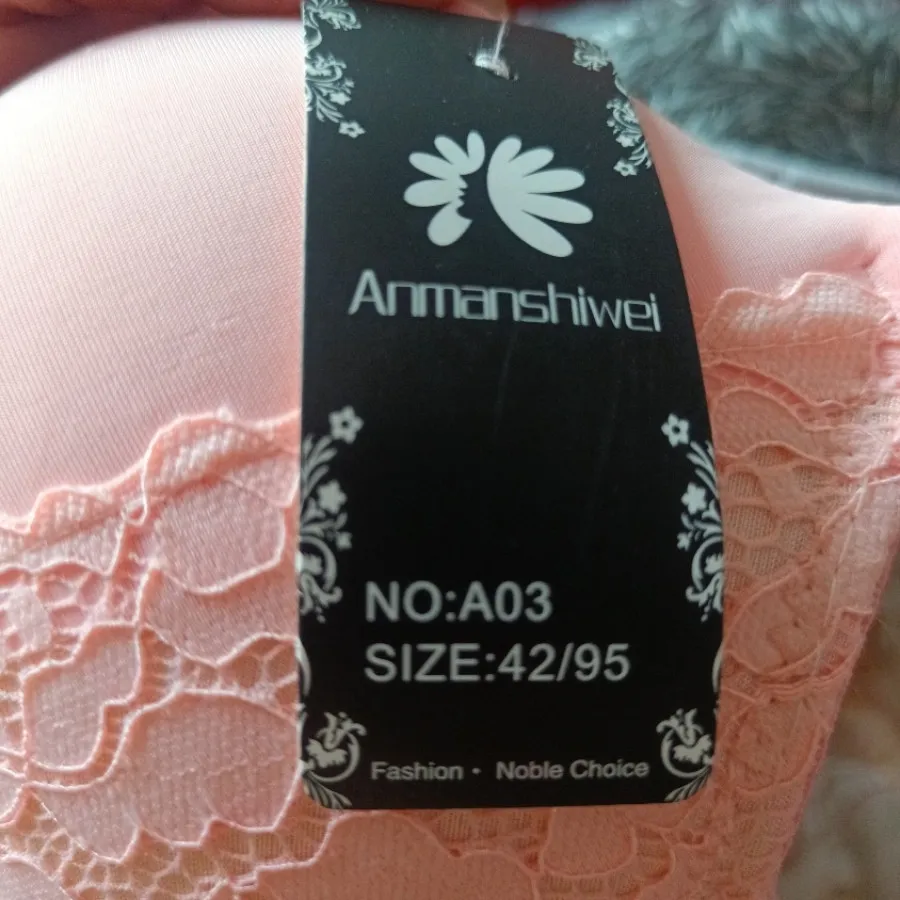 Anmanshiwei
NO:A03
SIZE:42/95
Fashion · Noble Choice